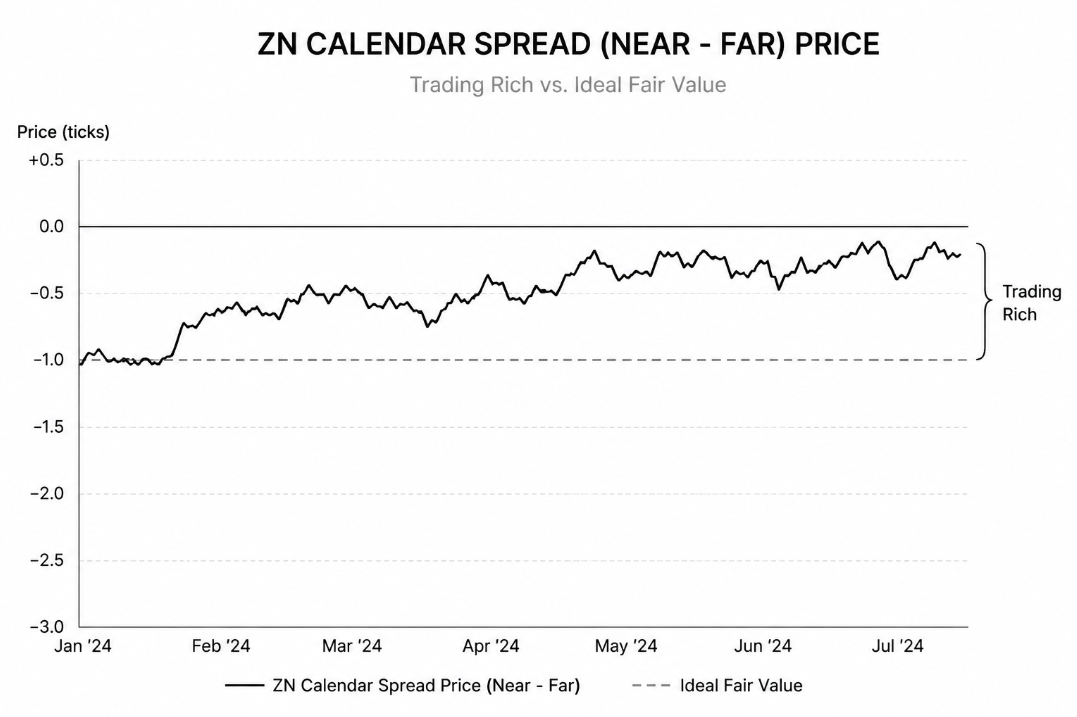 ZN CALENDAR SPREAD (NEAR - FAR) PRICE
Trading Rich vs. Ideal Fair Value
Price (ticks)
+0.5
0.0
−0.5
−1.0
−1.5
−2.0
−2.5
−3.0
Trading
Rich
Jan '24 Feb '24 Mar '24 Apr '24 May '24 Jun '24 Jul '24
ZN Calendar Spread Price (Near - Far) Ideal Fair Value